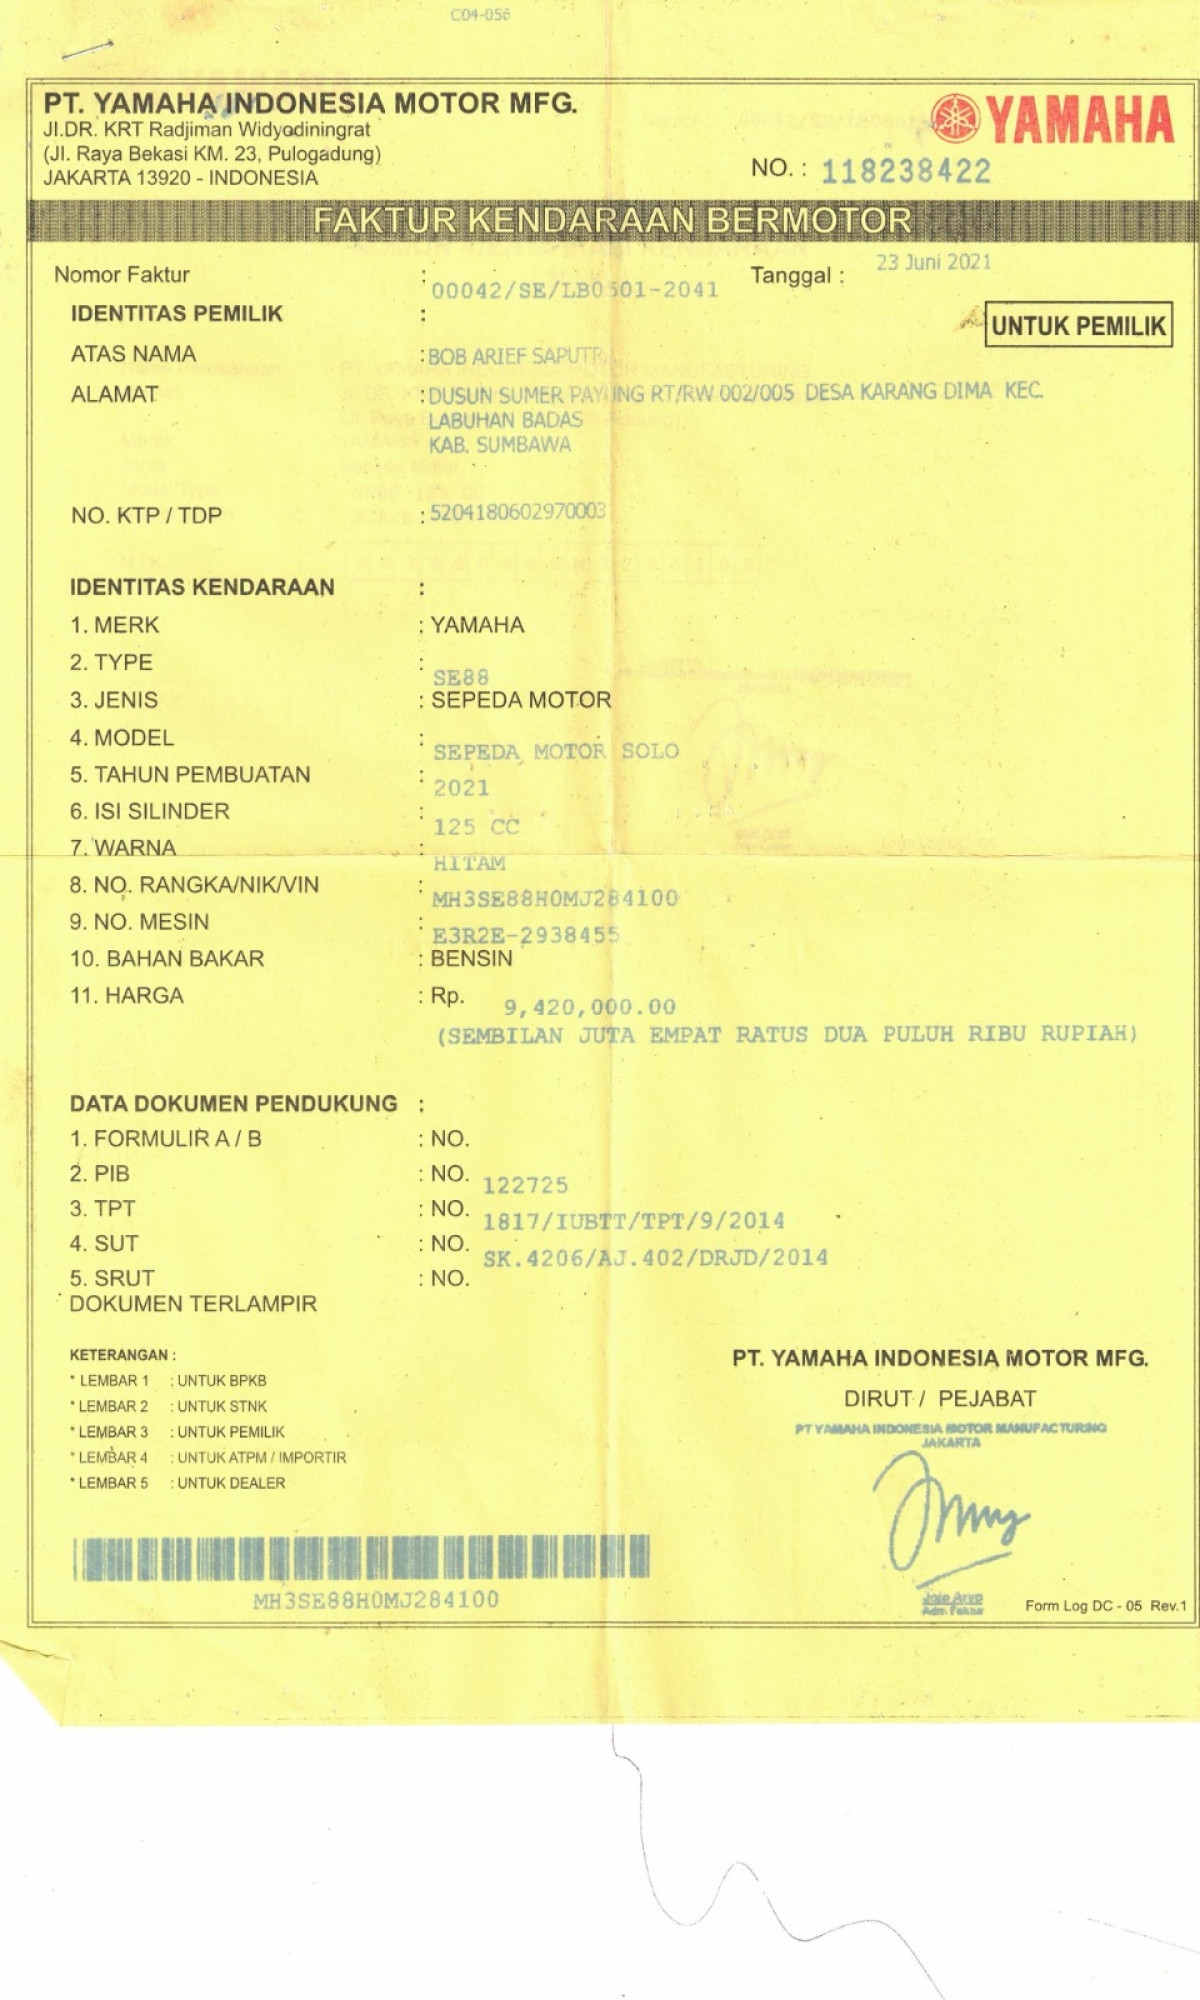 C04-056
PT. YAMAHA INDONESIA MOTOR MFG.
Jl.DR. KRT Radjiman Widyodiningrat
(Jl. Raya Bekasi KM. 23, Pulogadung)
JAKARTA 13920 - INDONESIA
YAMAHA
NO. : 118238422
FAKTUR KENDARAAN BERMOTOR
Nomor Faktur : 00042/SE/LB0501-2041 Tanggal : 23 Juni 2021
IDENTITAS PEMILIK :
UNTUK PEMILIK
ATAS NAMA : BOB ARIEF
ALAMAT : DUSUN SUMER PAYUNG RT/RW 002/005 DESA KARANG DIMA KEC.
LABUHAN BADAS
KAB. SUMBAWA
NO. KTP / TDP : 5204180602970003
IDENTITAS KENDARAAN :
1. MERK : YAMAHA
2. TYPE : SE88
3. JENIS : SEPEDA MOTOR
4. MODEL : SEPEDA MOTOR SOLO
5. TAHUN PEMBUATAN : 2021
6. ISI SILINDER : 125 CC
7. WARNA : HITAM
8. NO. RANGKA/NIK/VIN : MH3SE88H0MJ284100
9. NO. MESIN : E3R2E-2938455
10. BAHAN BAKAR : BENSIN
11. HARGA : Rp. 9,420,000.00
(SEMBILAN JUTA EMPAT RATUS DUA PULUH RIBU RUPIAH)
DATA DOKUMEN PENDUKUNG :
1. FORMULIR A / B : NO.
2. PIB : NO. 122725
3. TPT : NO. 1817/IUBTT/TPT/9/2014
4. SUT : NO. SK.4206/AJ.402/DRJD/2014
5. SRUT : NO.
DOKUMEN TERLAMPIR
KETERANGAN :
* LEMBAR 1 : UNTUK BPKB
* LEMBAR 2 : UNTUK STNK
* LEMBAR 3 : UNTUK PEMILIK
* LEMBAR 4 : UNTUK ATPM / IMPORTIR
* LEMBAR 5 : UNTUK DEALER
PT. YAMAHA INDONESIA MOTOR MFG.
DIRUT / PEJABAT
PT YAMAHA INDONESIA MOTOR MANUFACTURING
JAKARTA
Adm Faktur
MH3SE88H0MJ284100
Form Log DC - 05 Rev.1